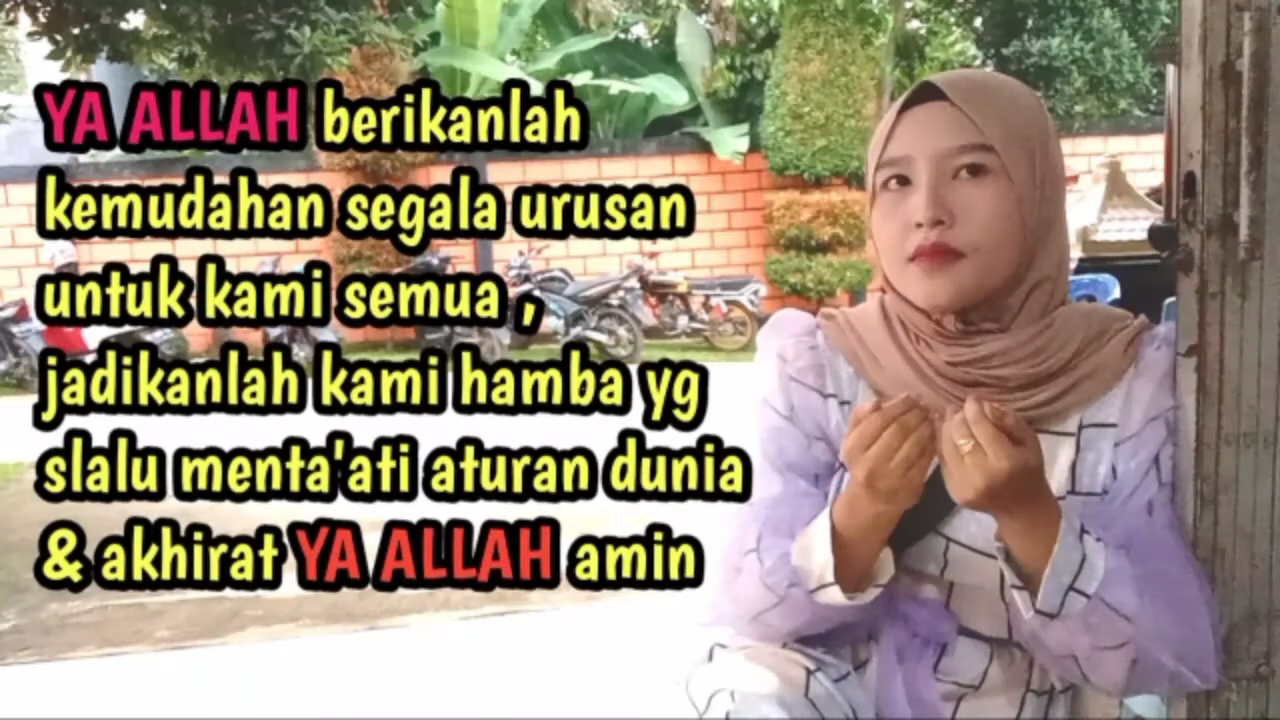 YA ALLAH berikanlah
kemudahan segala urusan
untuk kami semua ,
jadikanlah kami hamba yg
slalu menta'ati aturan dunia
& akhirat YA ALLAH amin